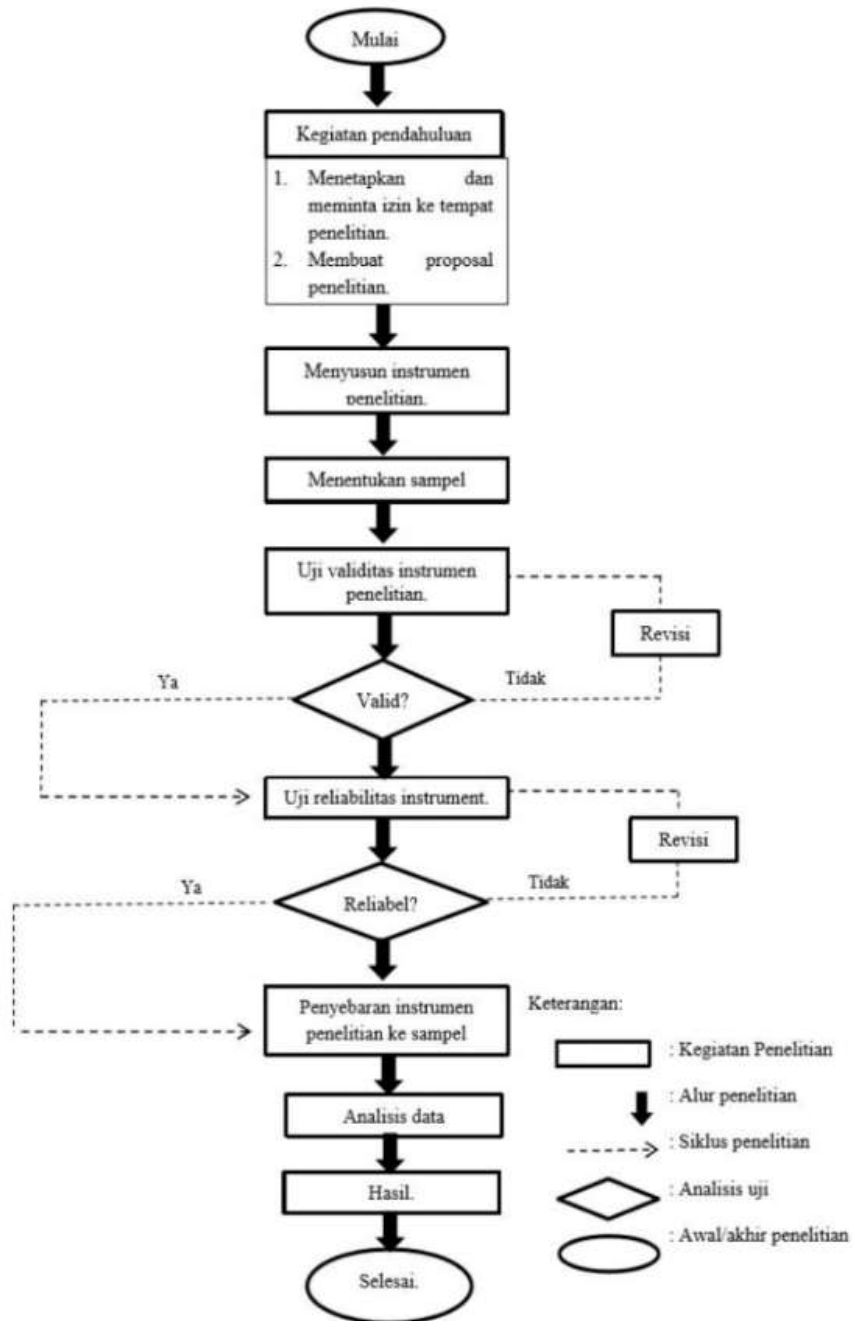 Mulai
Kegiatan pendahuluan
1. Menetapkan dan
meminta izin ke tempat
penelitian.
2. Membuat proposal
penelitian.
Menyusun instrumen
penelitian.
Menentukan sampel
Uji validitas instrumen
penelitian.
Revisi
Ya
Valid?
Tidak
Uji reliabilitas instrument.
Revisi
Ya
Reliabel?
Tidak
Penyebaran instrumen
penelitian ke sampel
Analisis data
Hasil.
Selesai.
Keterangan:
: Kegiatan Penelitian
: Alur penelitian
: Siklus penelitian
: Analisis uji
: Awal/akhir penelitian